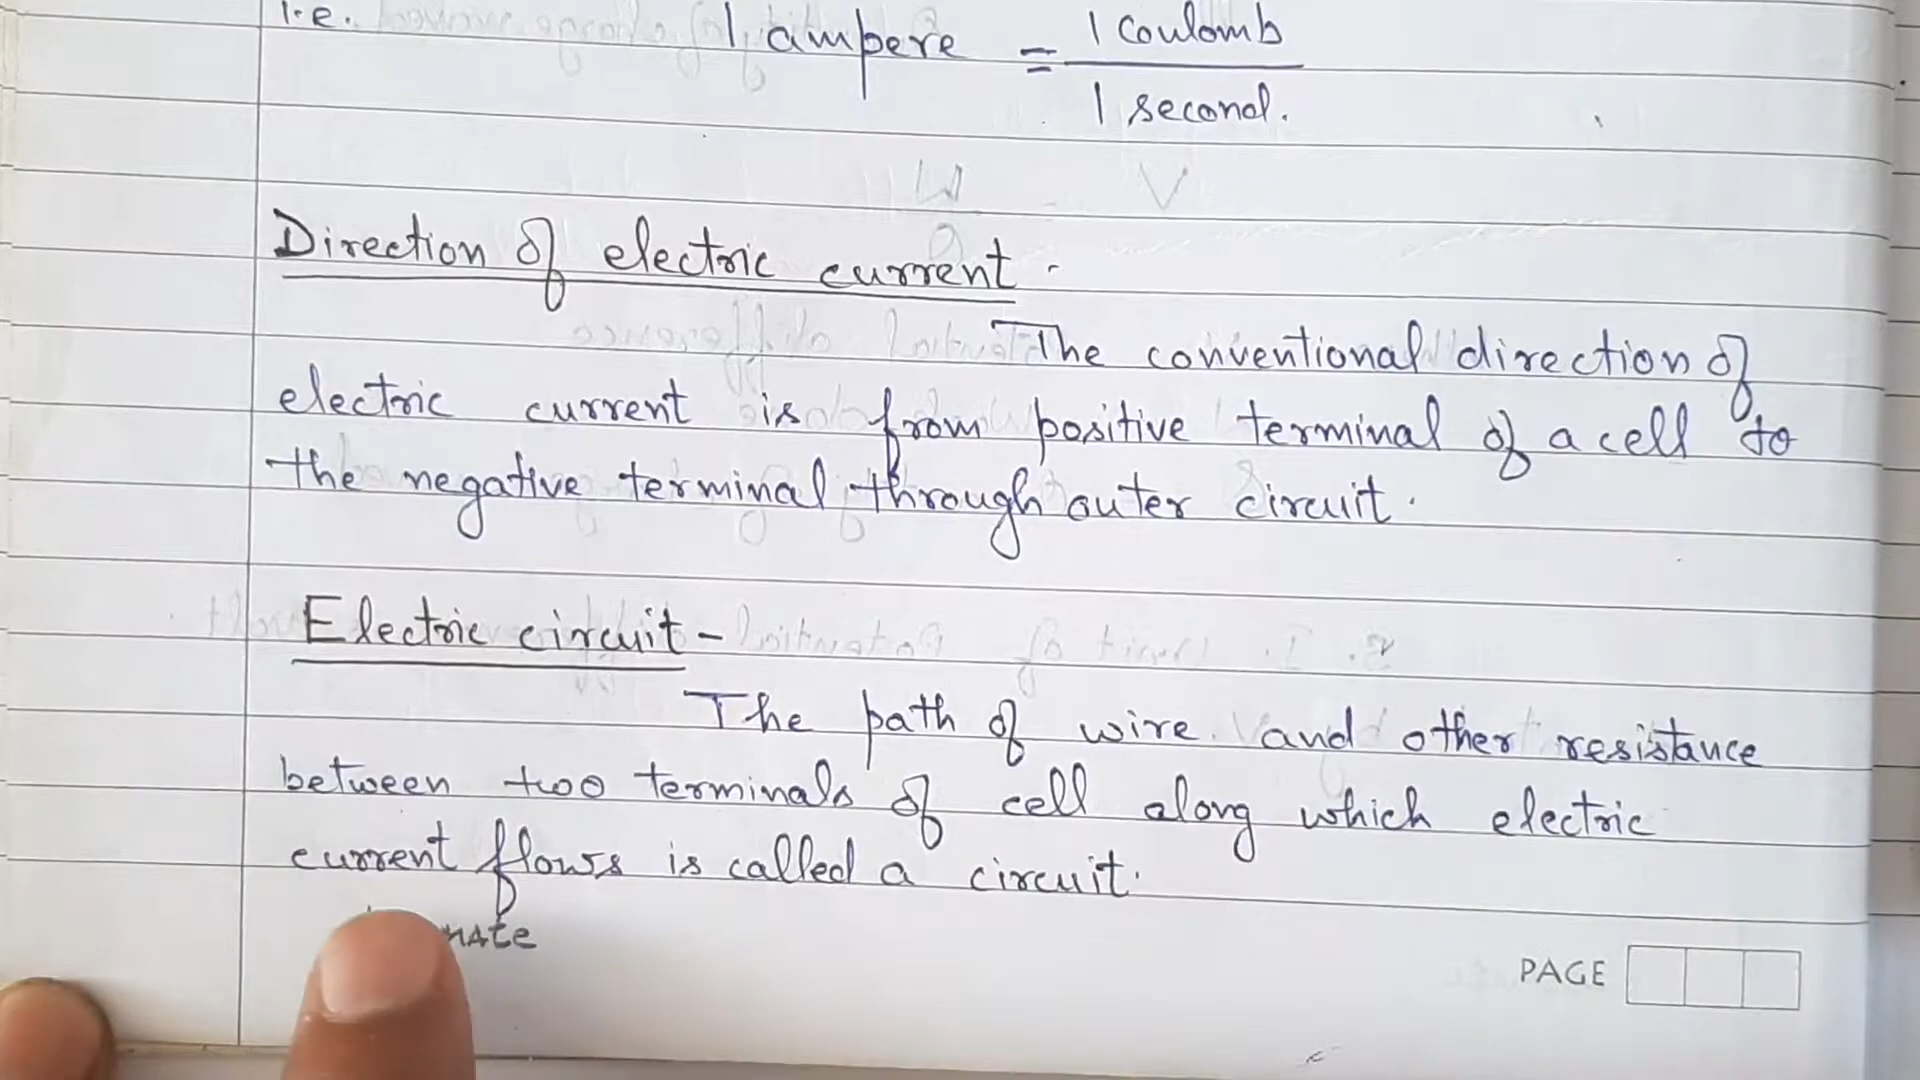 i.e. 1 ampere = 1 Coulomb
1 second.
Direction of electric current -
The conventional direction of
electric current is from positive terminal of a cell to
the negative terminal through outer circuit.
Electric circuit -
The path of wire and other resistance
between two terminals of cell along which electric
current flows is called a circuit.
PAGE